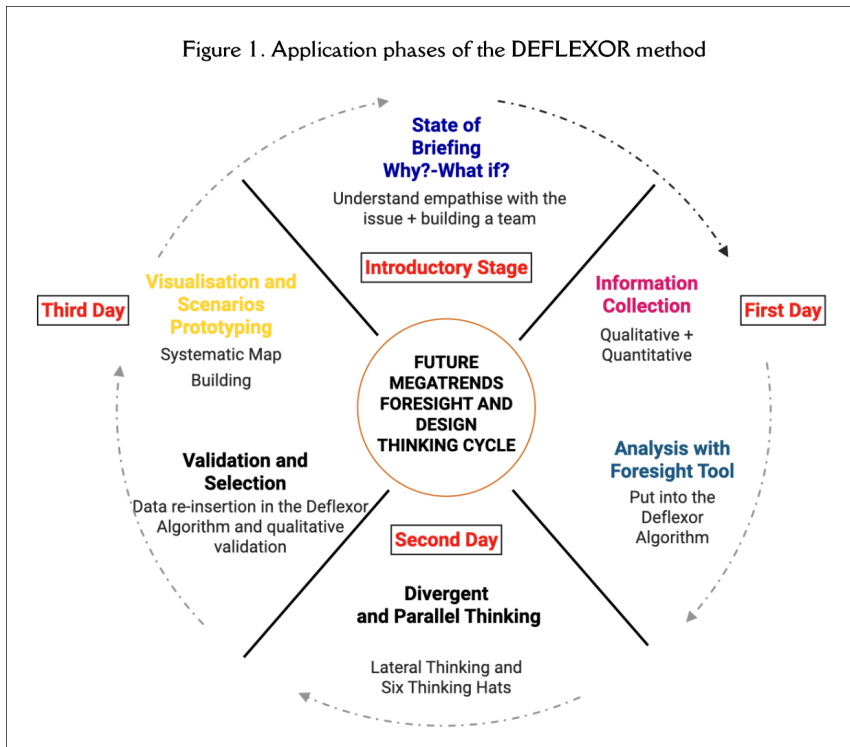 Figure 1. Application phases of the DEFLEXOR method
State of
Briefing
Why?-What if?
Understand empathise with the
issue + building a team
Introductory Stage
Information
Collection
Qualitative +
Quantitative
First Day
Analysis with
Foresight Tool
Put into the
Deflexor
Algorithm
Second Day
Divergent
and Parallel Thinking
Lateral Thinking and
Six Thinking Hats
Validation and
Selection
Data re-insertion in the Deflexor
Algorithm and qualitative
validation
Third Day
Visualisation and
Scenarios
Prototyping
Systematic Map
Building
FUTURE
MEGATRENDS
FORESIGHT AND
DESIGN
THINKING CYCLE